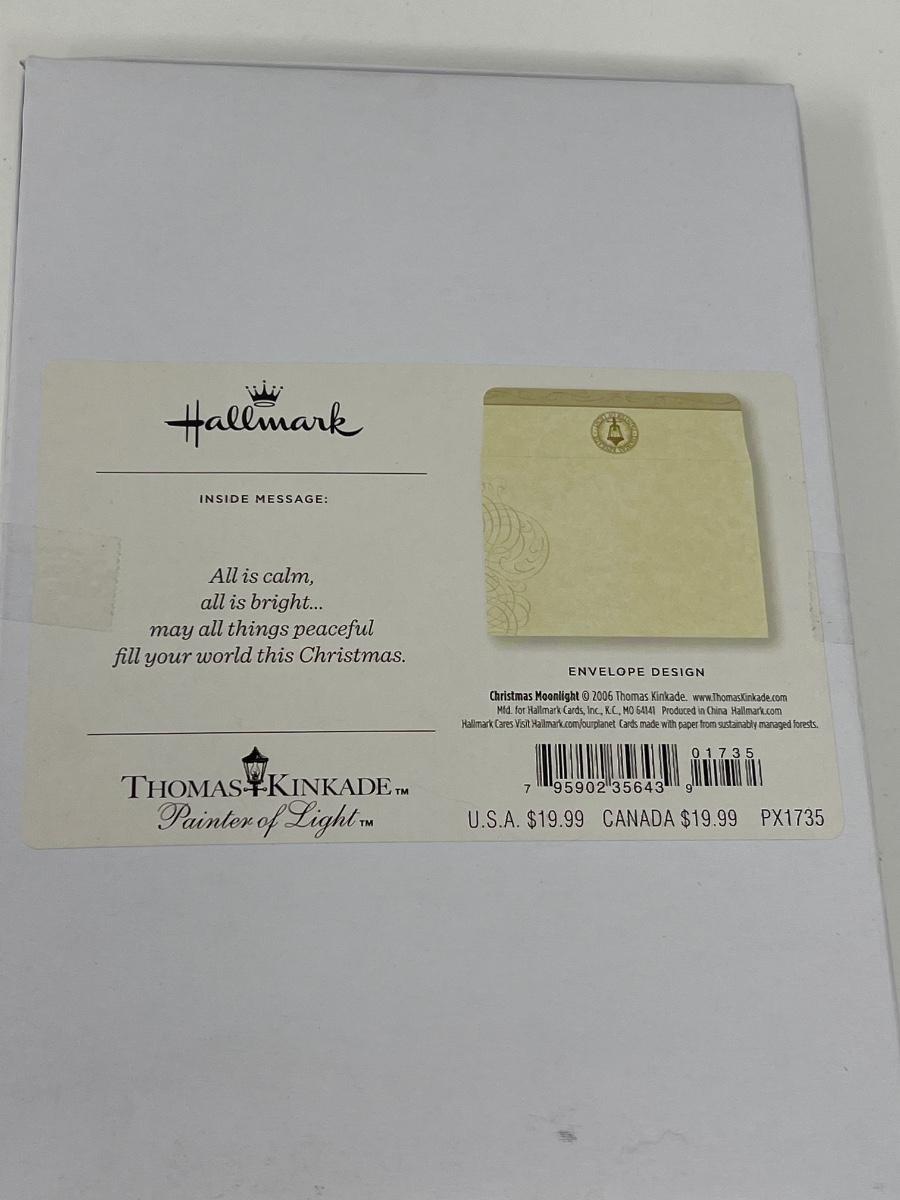 Hallmark
INSIDE MESSAGE:
All is calm,
all is bright...
may all things peaceful
fill your world this Christmas.
THOMAS KINKADE™
Painter of Light™
ENVELOPE DESIGN
Christmas Moonlight © 2006 Thomas Kinkade. www.ThomasKinkade.com
Mfd. for Hallmark Cards, Inc., K.C., MO 64141 Produced in China Hallmark.com
Hallmark Cares Visit Hallmark.com/ourplanet Cards made with paper from sustainably managed forests.
01735
7 95902 35643 9
U.S.A. $19.99 CANADA $19.99 PX1735